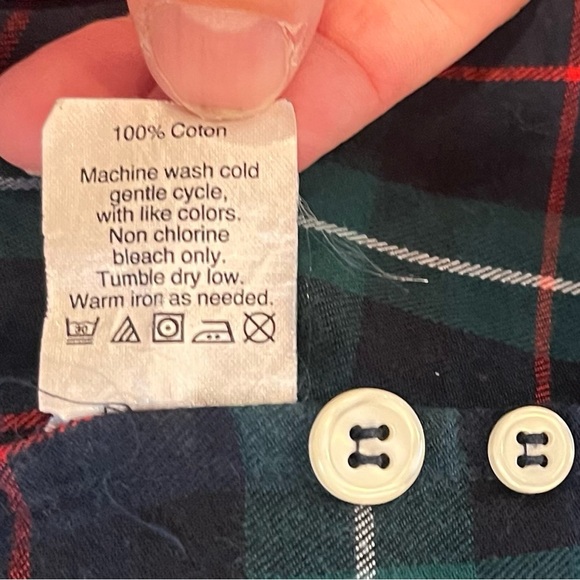 100% Coton
Machine wash cold
gentle cycle,
with like colors.
Non chlorine
bleach only.
Tumble dry low.
Warm iron as needed.
30